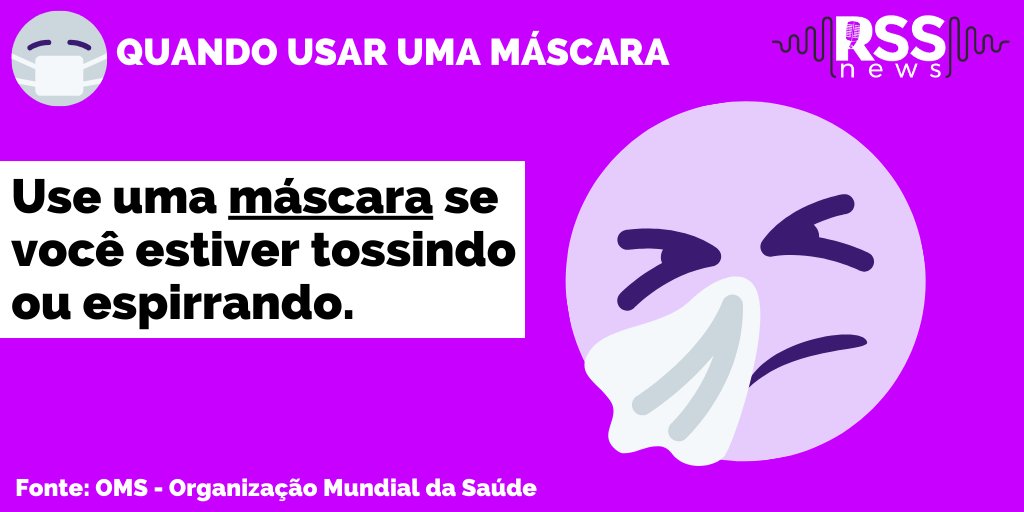 QUANDO USAR UMA MÁSCARA
RSS
news
Use uma máscara se
você estiver tossindo
ou espirrando.
Fonte: OMS - Organização Mundial da Saúde